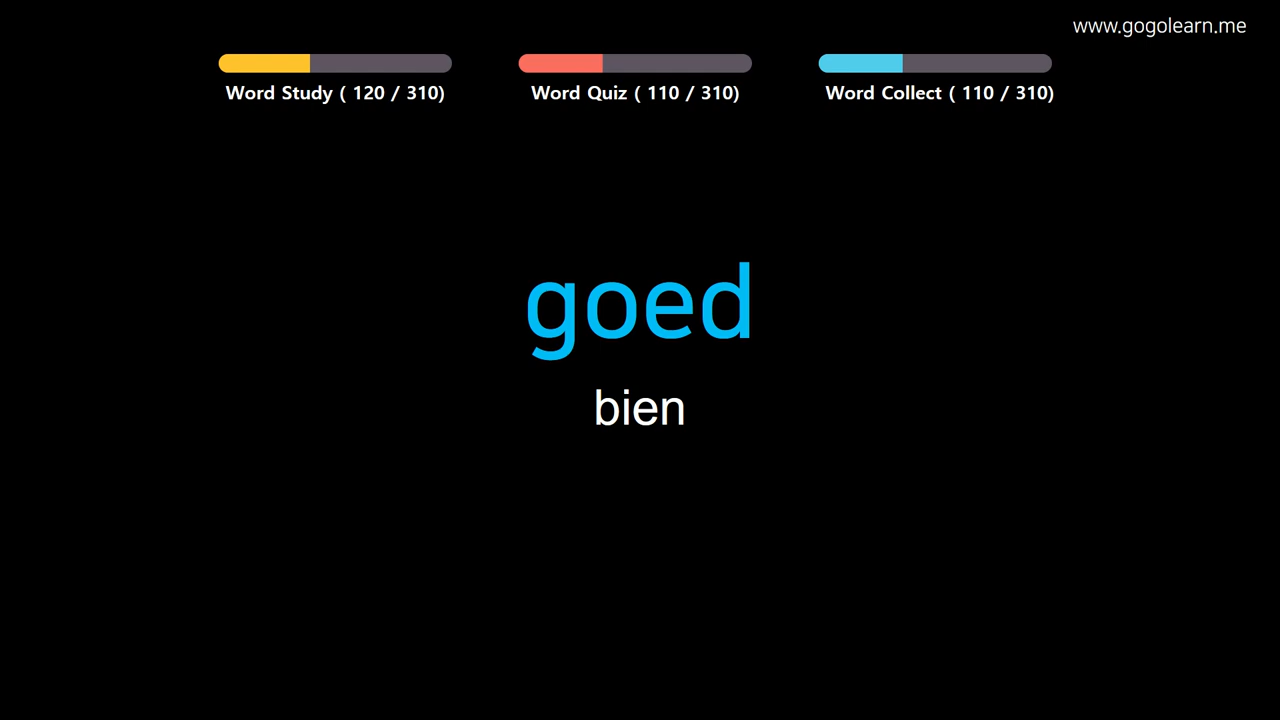 www.gogolearn.me
Word Study ( 120 / 310)
Word Quiz ( 110 / 310)
Word Collect ( 110 / 310)
goed
bien